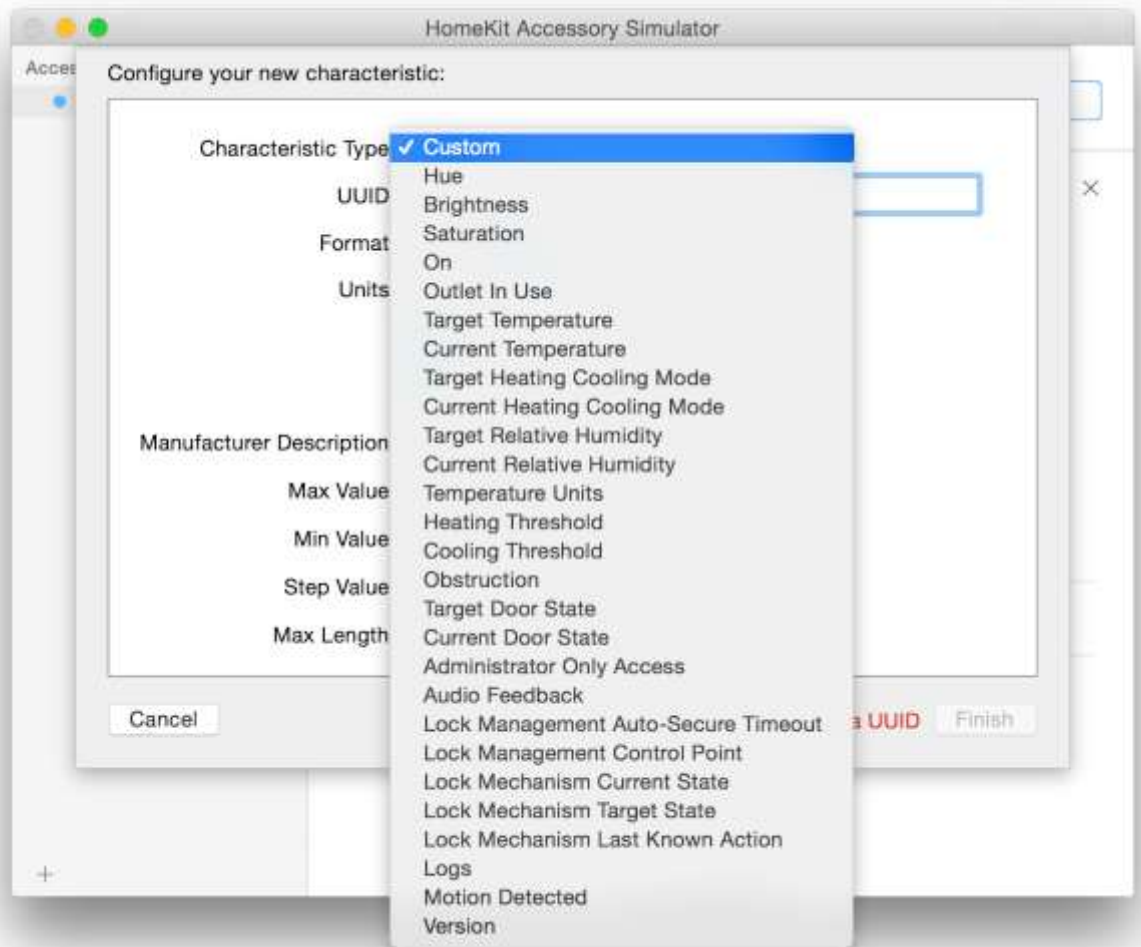 HomeKit Accessory Simulator
Acces
Configure your new characteristic:
Characteristic Type ✓ Custom
Hue
UUID
Brightness
Saturation
Format
On
Units
Outlet In Use
Target Temperature
Current Temperature
Target Heating Cooling Mode
Current Heating Cooling Mode
Manufacturer Description
Target Relative Humidity
Current Relative Humidity
Max Value
Temperature Units
Heating Threshold
Min Value
Cooling Threshold
Step Value
Obstruction
Target Door State
Max Length
Current Door State
Administrator Only Access
Audio Feedback
Cancel
Lock Management Auto-Secure Timeout
a UUID
Finish
Lock Management Control Point
Lock Mechanism Current State
Lock Mechanism Target State
Lock Mechanism Last Known Action
Logs
Motion Detected
Version